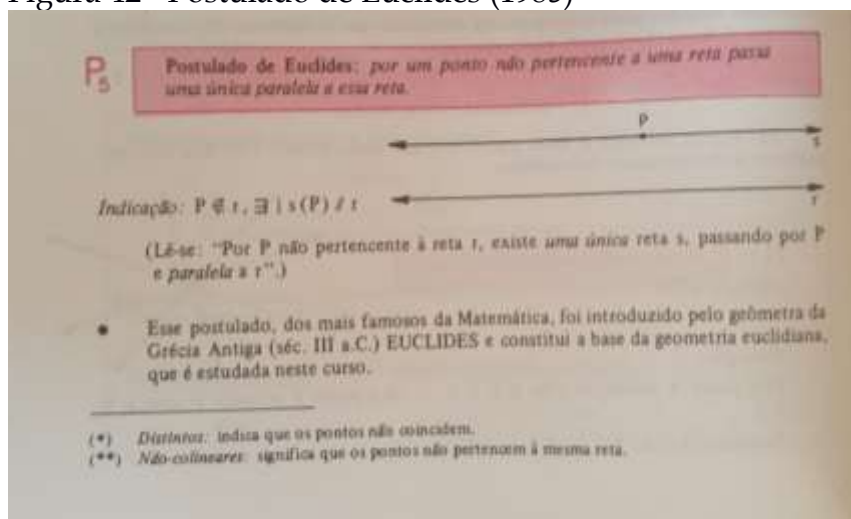 Postulado de Euclides (1985)
P5
Postulado de Euclides: por um ponto não pertencente a uma reta passa
uma única paralela a essa reta.
P
s
Indicação: P ∉ r, ∃ | s(P) // r
r
(Lê-se: "Por P não pertencente à reta r, existe uma única reta s, passando por P
e paralela a r".)
• Esse postulado, dos mais famosos da Matemática, foi introduzido pelo geômetra da
Grécia Antiga (séc. III a.C.) EUCLIDES e constitui a base da geometria euclidiana,
que é estudada neste curso.
(*) Distintos: indica que os pontos não coincidem.
(**) Não-colineares: significa que os pontos não pertencem à mesma reta.